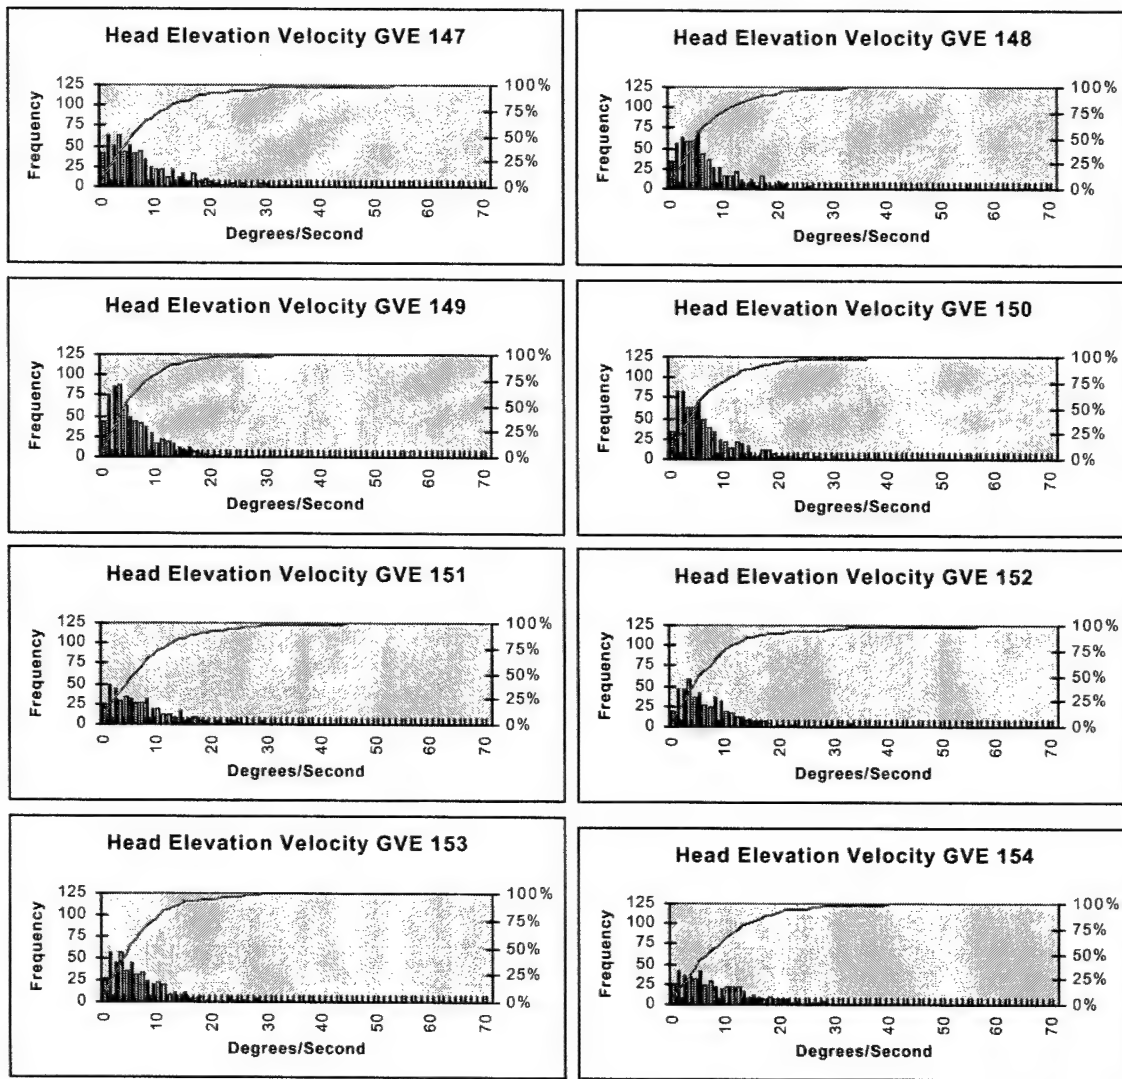 Head Elevation Velocity GVE 147
Frequency
125
100
75
50
25
0
100%
75%
50%
25%
0%
0 10 20 30 40 50 60 70
Degrees/Second
Head Elevation Velocity GVE 148
Frequency
125
100
75
50
25
0
100%
75%
50%
25%
0%
0 10 20 30 40 50 60 70
Degrees/Second
Head Elevation Velocity GVE 149
Frequency
125
100
75
50
25
0
100%
75%
50%
25%
0%
0 10 20 30 40 50 60 70
Degrees/Second
Head Elevation Velocity GVE 150
Frequency
125
100
75
50
25
0
100%
75%
50%
25%
0%
0 10 20 30 40 50 60 70
Degrees/Second
Head Elevation Velocity GVE 151
Frequency
125
100
75
50
25
0
100%
75%
50%
25%
0%
0 10 20 30 40 50 60 70
Degrees/Second
Head Elevation Velocity GVE 152
Frequency
125
100
75
50
25
0
100%
75%
50%
25%
0%
0 10 20 30 40 50 60 70
Degrees/Second
Head Elevation Velocity GVE 153
Frequency
125
100
75
50
25
0
100%
75%
50%
25%
0%
0 10 20 30 40 50 60 70
Degrees/Second
Head Elevation Velocity GVE 154
Frequency
125
100
75
50
25
0
100%
75%
50%
25%
0%
0 10 20 30 40 50 60 70
Degrees/Second